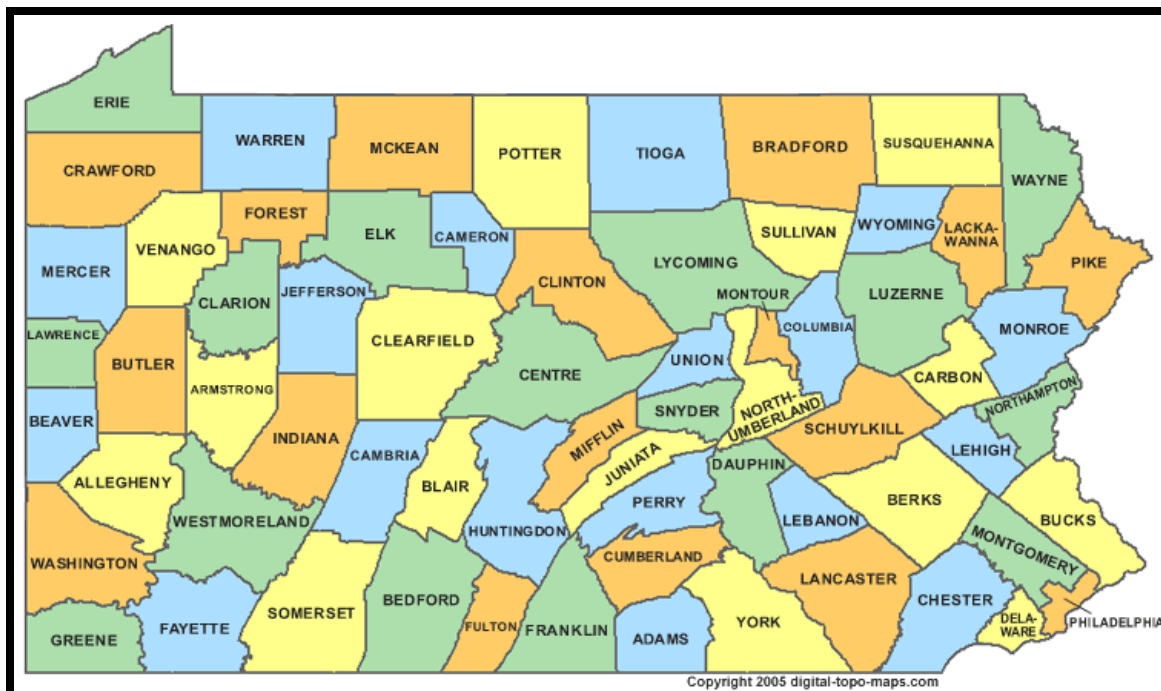 ERIE
WARREN
MCKEAN
POTTER
TIOGA
BRADFORD
SUSQUEHANNA
WAYNE
CRAWFORD
FOREST
VENANGO
ELK
CAMERON
SULLIVAN
WYOMING
LACKA-
WANNA
PIKE
MERCER
CLARION
JEFFERSON
CLINTON
LYCOMING
MONTOUR
COLUMBIA
LUZERNE
MONROE
LAWRENCE
BUTLER
ARMSTRONG
CLEARFIELD
CENTRE
UNION
CARBON
NORTHAMPTON
BEAVER
INDIANA
SNYDER
NORTH-
UMBERLAND
SCHUYLKILL
MIFFLIN
LEHIGH
ALLEGHENY
CAMBRIA
BLAIR
JUNIATA
DAUPHIN
WESTMORELAND
HUNTINGDON
PERRY
LEBANON
BERKS
BUCKS
WASHINGTON
CUMBERLAND
MONTGOMERY
LANCASTER
GREENE
FAYETTE
SOMERSET
BEDFORD
FULTON
FRANKLIN
ADAMS
YORK
CHESTER
DELA-
WARE
PHILADELPHIA
Copyright 2005 digital-topo-maps.com